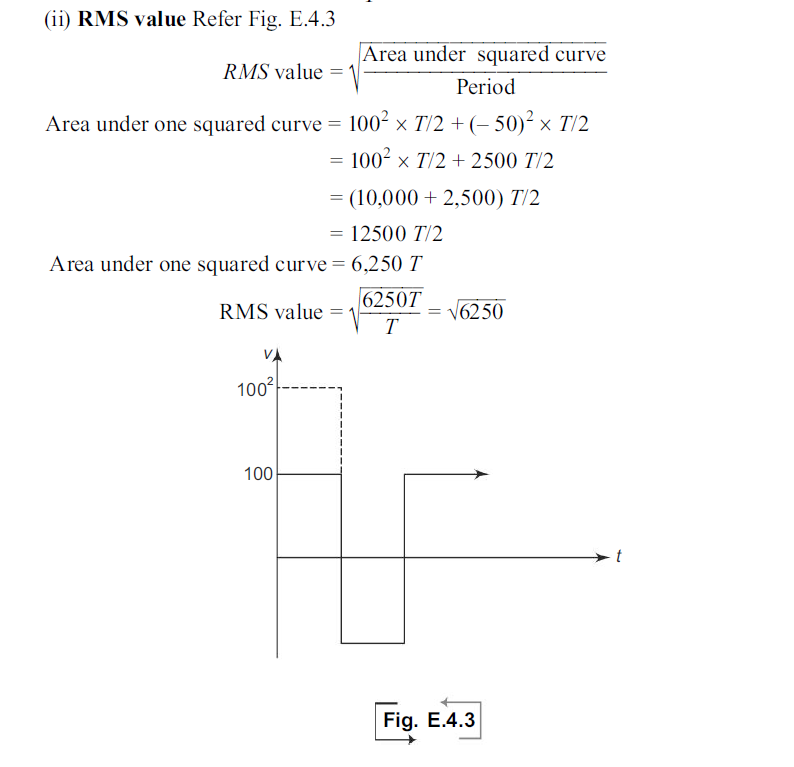 (ii) RMS value Refer Fig. E.4.3
RMS value = √(Area under squared curve / Period)
Area under one squared curve = 100² × T/2 + (– 50)² × T/2
= 100² × T/2 + 2500 T/2
= (10,000 + 2,500) T/2
= 12500 T/2
Area under one squared curve = 6,250 T
RMS value = √(6250T / T) = √6250
V
100²
100
t
Fig. E.4.3